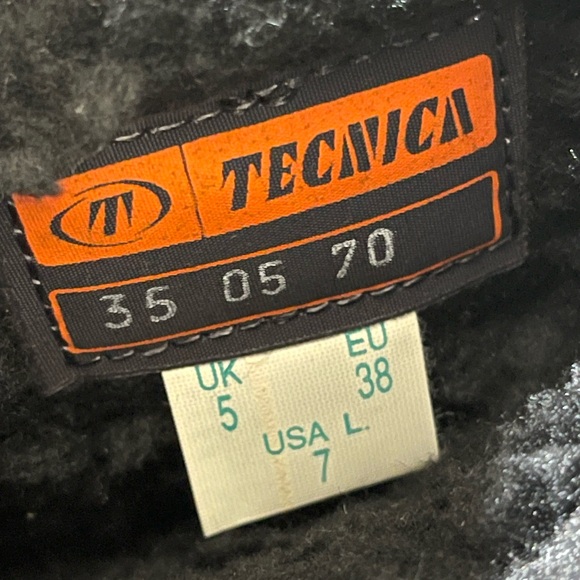 T TECNICA
35 05 70
UK EU
5 38
USA L.
7